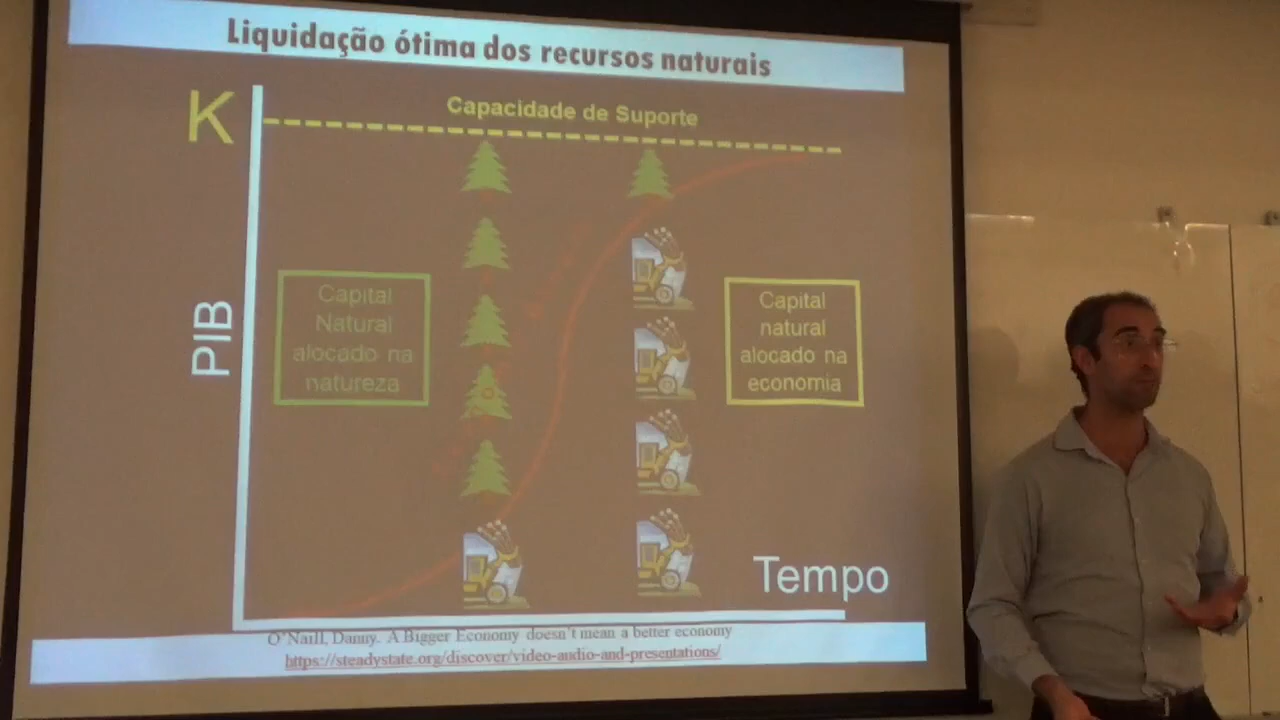 Liquidação ótima dos recursos naturais
K
Capacidade de Suporte
PIB
Capital
Natural
alocado na
natureza
Capital
natural
alocado na
economia
Tempo
O'Naill, Danny. A Bigger Economy doesn't mean a better economy
https://steadystate.org/discover/video-audio-and-presentations/